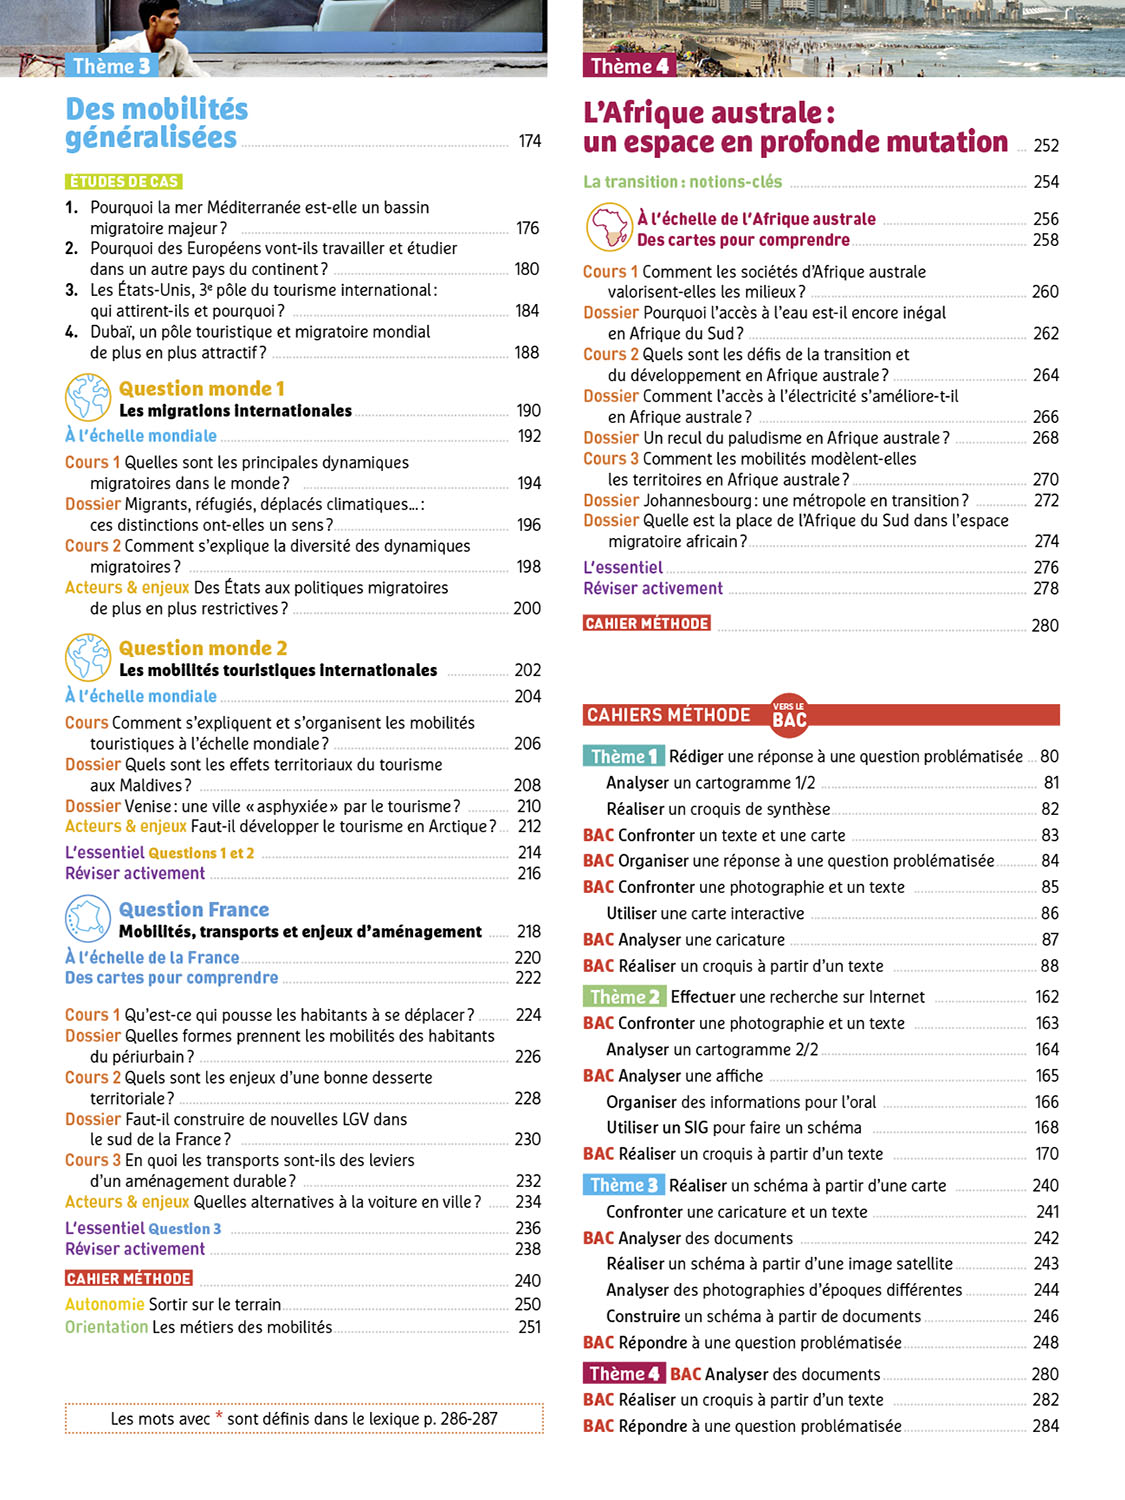 Thème 3
Des mobilités
généralisées 174
ÉTUDES DE CAS
1. Pourquoi la mer Méditerranée est-elle un bassin
migratoire majeur ? 176
2. Pourquoi des Européens vont-ils travailler et étudier
dans un autre pays du continent ? 180
3. Les États-Unis, 3e pôle du tourisme international :
qui attirent-ils et pourquoi ? 184
4. Dubaï, un pôle touristique et migratoire mondial
de plus en plus attractif ? 188
Question monde 1
Les migrations internationales 190
À l'échelle mondiale 192
Cours 1 Quelles sont les principales dynamiques
migratoires dans le monde ? 194
Dossier Migrants, réfugiés, déplacés climatiques... :
ces distinctions ont-elles un sens ? 196
Cours 2 Comment s'explique la diversité des dynamiques
migratoires ? 198
Acteurs & enjeux Des États aux politiques migratoires
de plus en plus restrictives ? 200
Question monde 2
Les mobilités touristiques internationales 202
À l'échelle mondiale 204
Cours Comment s'expliquent et s'organisent les mobilités
touristiques à l'échelle mondiale ? 206
Dossier Quels sont les effets territoriaux du tourisme
aux Maldives ? 208
Dossier Venise : une ville « asphyxiée » par le tourisme ? 210
Acteurs & enjeux Faut-il développer le tourisme en Arctique ? 212
L'essentiel Questions 1 et 2 214
Réviser activement 216
Question France
Mobilités, transports et enjeux d'aménagement 218
À l'échelle de la France 220
Des cartes pour comprendre 222
Cours 1 Qu'est-ce qui pousse les habitants à se déplacer ? 224
Dossier Quelles formes prennent les mobilités des habitants
du périurbain ? 226
Cours 2 Quels sont les enjeux d'une bonne desserte
territoriale ? 228
Dossier Faut-il construire de nouvelles LGV dans
le sud de la France ? 230
Cours 3 En quoi les transports sont-ils des leviers
d'un aménagement durable ? 232
Acteurs & enjeux Quelles alternatives à la voiture en ville ? 234
L'essentiel Question 3 236
Réviser activement 238
CAHIER MÉTHODE 240
Autonomie Sortir sur le terrain 250
Orientation Les métiers des mobilités 251
Les mots avec * sont définis dans le lexique p. 286-287
Thème 4
L'Afrique australe :
un espace en profonde mutation 252
La transition : notions-clés 254
À l'échelle de l'Afrique australe 256
Des cartes pour comprendre 258
Cours 1 Comment les sociétés d'Afrique australe
valorisent-elles les milieux ? 260
Dossier Pourquoi l'accès à l'eau est-il encore inégal
en Afrique du Sud ? 262
Cours 2 Quels sont les défis de la transition et
du développement en Afrique australe ? 264
Dossier Comment l'accès à l'électricité s'améliore-t-il
en Afrique australe ? 266
Dossier Un recul du paludisme en Afrique australe ? 268
Cours 3 Comment les mobilités modèlent-elles
les territoires en Afrique australe ? 270
Dossier Johannesbourg : une métropole en transition ? 272
Dossier Quelle est la place de l'Afrique du Sud dans l'espace
migratoire africain ? 274
L'essentiel 276
Réviser activement 278
CAHIER MÉTHODE 280
CAHIERS MÉTHODE VERS LE BAC
Thème 1 Rédiger une réponse à une question problématisée 80
Analyser un cartogramme 1/2 81
Réaliser un croquis de synthèse 82
BAC Confronter un texte et une carte 83
BAC Organiser une réponse à une question problématisée 84
BAC Confronter une photographie et un texte 85
Utiliser une carte interactive 86
BAC Analyser une caricature 87
BAC Réaliser un croquis à partir d'un texte 88
Thème 2 Effectuer une recherche sur Internet 162
BAC Confronter une photographie et un texte 163
Analyser un cartogramme 2/2 164
BAC Analyser une affiche 165
Organiser des informations pour l'oral 166
Utiliser un SIG pour faire un schéma 168
BAC Réaliser un croquis à partir d'un texte 170
Thème 3 Réaliser un schéma à partir d'une carte 240
Confronter une caricature et un texte 241
BAC Analyser des documents 242
Réaliser un schéma à partir d'une image satellite 243
Analyser des photographies d'époques différentes 244
Construire un schéma à partir de documents 246
BAC Répondre à une question problématisée 248
Thème 4 BAC Analyser des documents 280
BAC Réaliser un croquis à partir d'un texte 282
BAC Répondre à une question problématisée 284